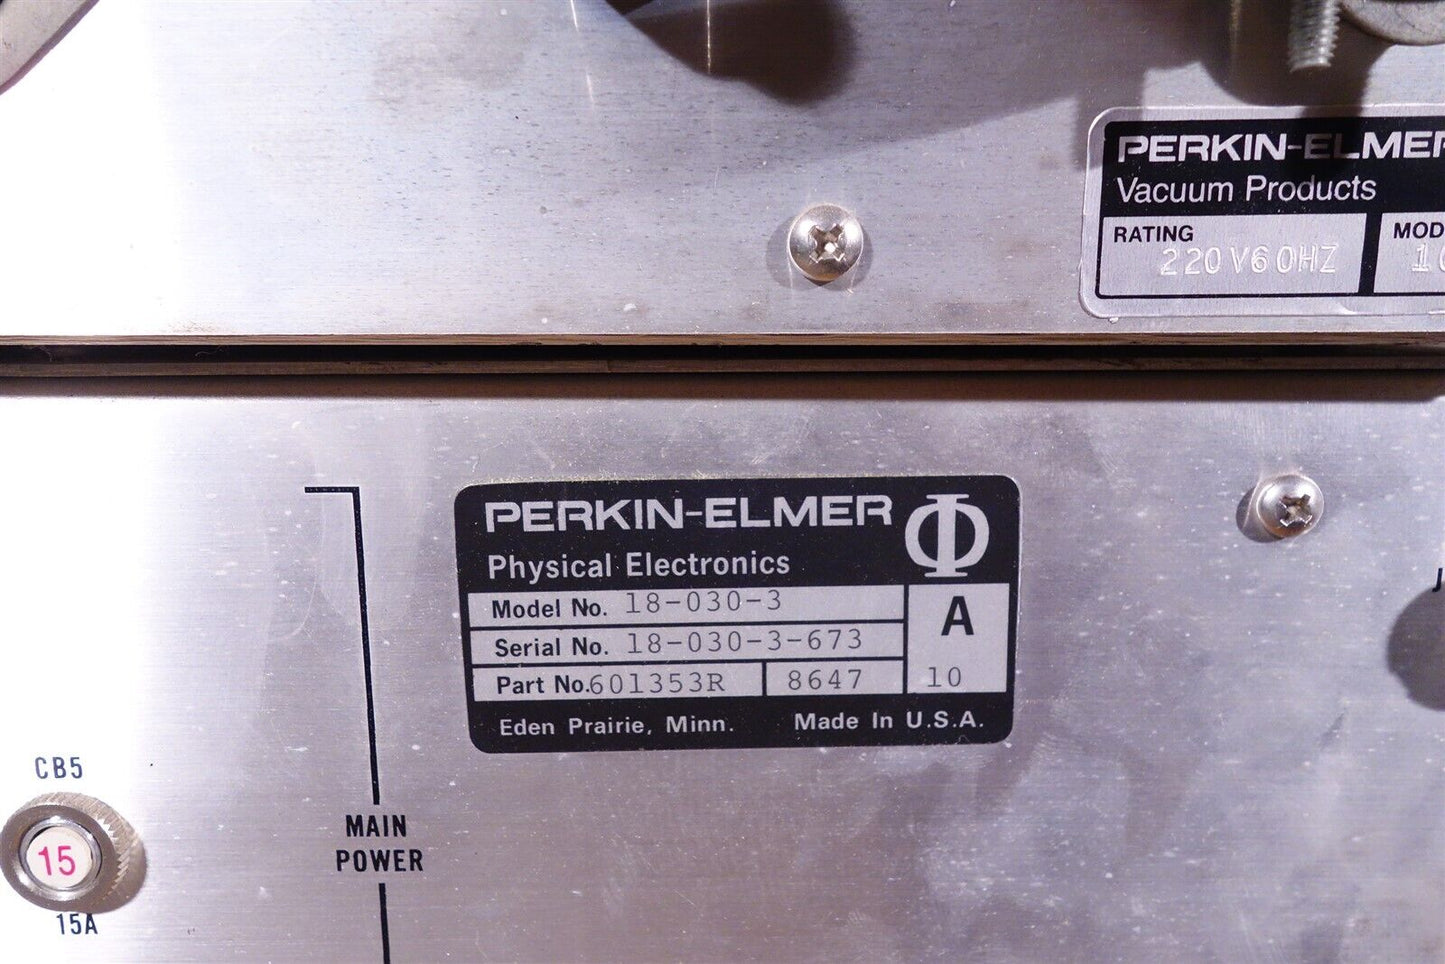 PERKIN-ELMER
Vacuum Products
RATING
220V60HZ
PERKIN-ELMER Φ
Physical Electronics
Model No. 18-030-3
A
Serial No. 18-030-3-673
Part No. 601353R 8647 10
Eden Prairie, Minn. Made In U.S.A.
CB5
15
15A
MAIN
POWER